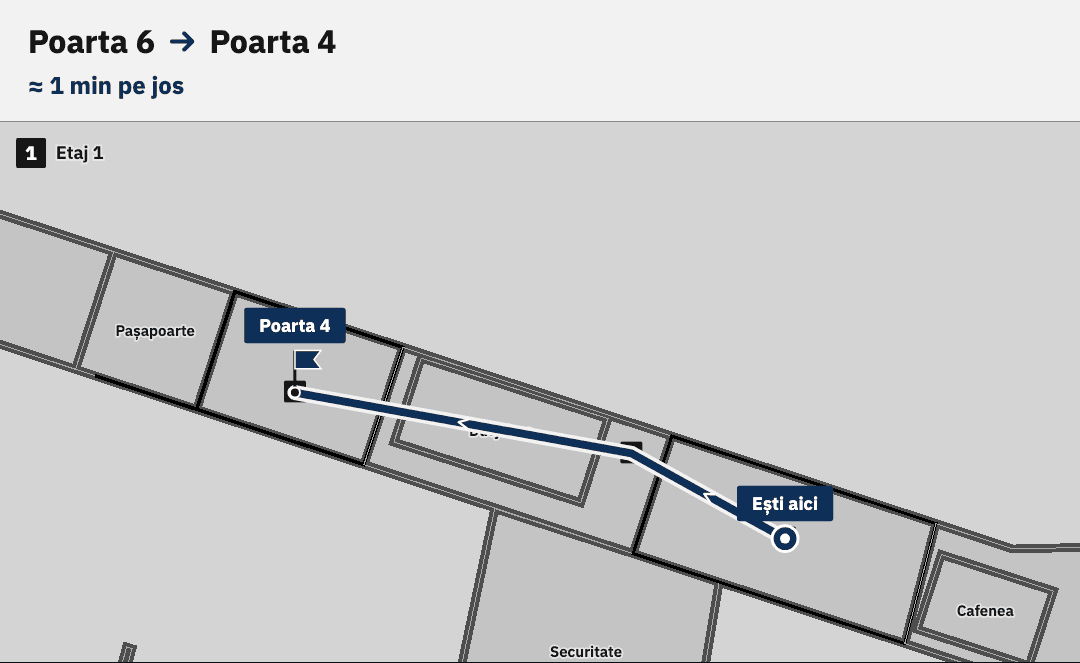 Poarta 6 → Poarta 4
≈ 1 min pe jos
1 Etaj 1
Poarta 4
Pașapoarte
Ești aici
Cafenea
Securitate